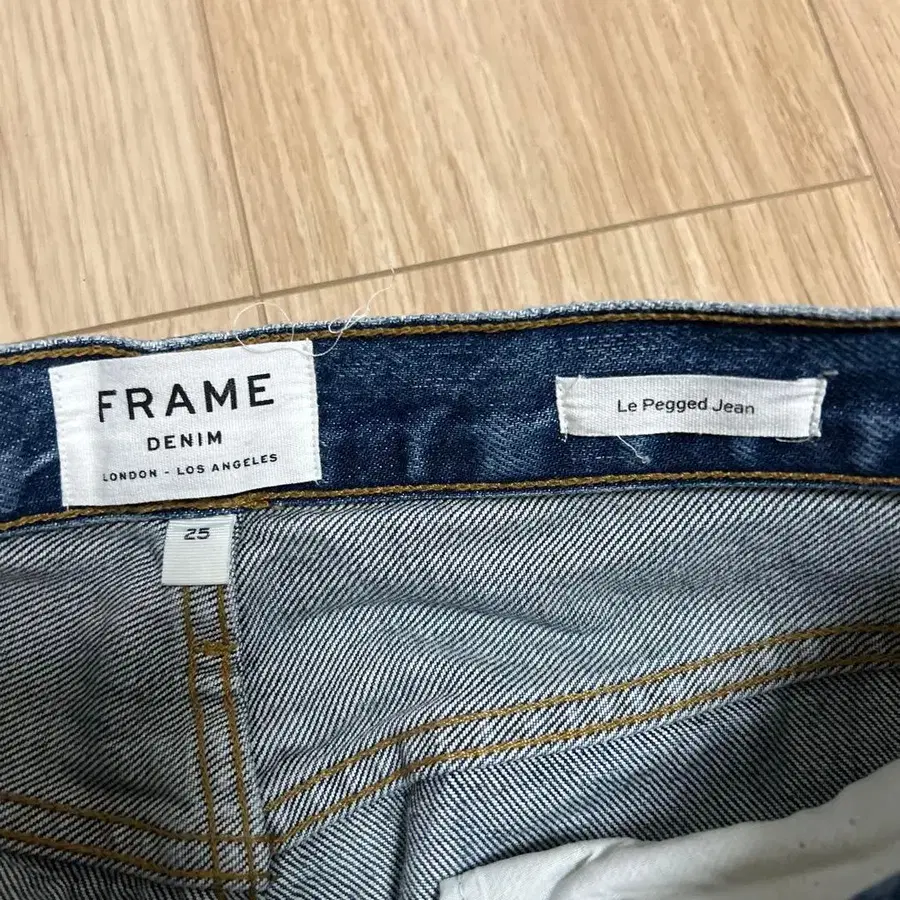 FRAME
DENIM
LONDON - LOS ANGELES
Le Pegged Jean
25